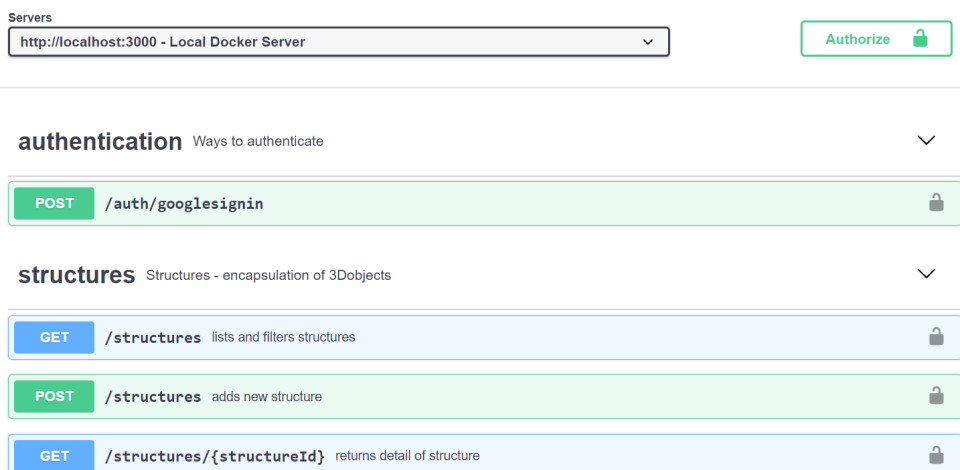 Servers
http://localhost:3000 - Local Docker Server
Authorize
authentication Ways to authenticate
POST /auth/googlesignin
structures Structures - encapsulation of 3Dobjects
GET /structures lists and filters structures
POST /structures adds new structure
GET /structures/{structureId} returns detail of structure